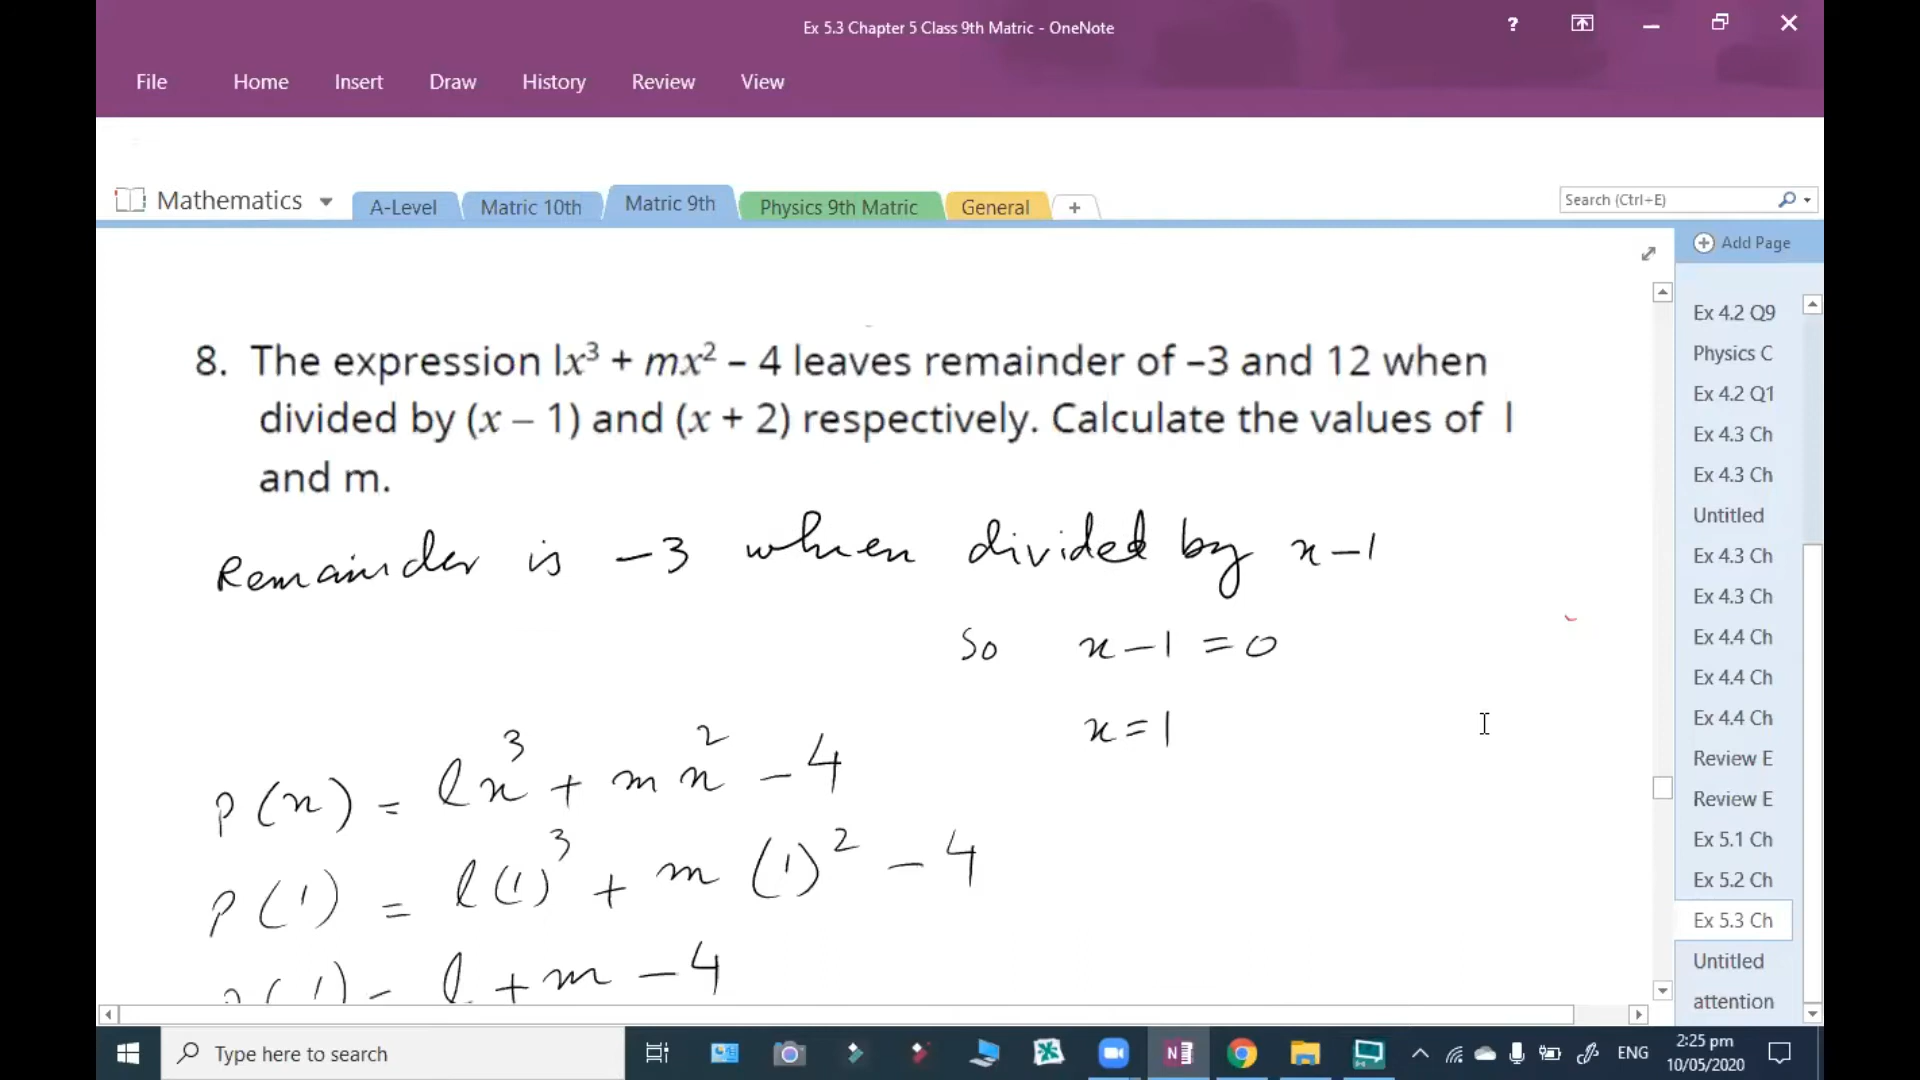 Ex 5.3 Chapter 5 Class 9th Matric - OneNote
?
File Home Insert Draw History Review View
Mathematics A-Level Matric 10th Matric 9th Physics 9th Matric General +
Search (Ctrl+E)
Add Page
8. The expression lx³ + mx² – 4 leaves remainder of –3 and 12 when
divided by (x – 1) and (x + 2) respectively. Calculate the values of l
and m.
Remainder is -3 when divided by x-1
So x-1 = 0
x = 1
P(x) = lx³ + mx² - 4
P(1) = l(1)³ + m(1)² - 4
P(1) = l + m - 4
Ex 4.2 Q9
Physics C
Ex 4.2 Q1
Ex 4.3 Ch
Ex 4.3 Ch
Untitled
Ex 4.3 Ch
Ex 4.3 Ch
Ex 4.4 Ch
Ex 4.4 Ch
Ex 4.4 Ch
Review E
Review E
Ex 5.1 Ch
Ex 5.2 Ch
Ex 5.3 Ch
Untitled
attention
Type here to search
N
ENG
2:25 pm
10/05/2020